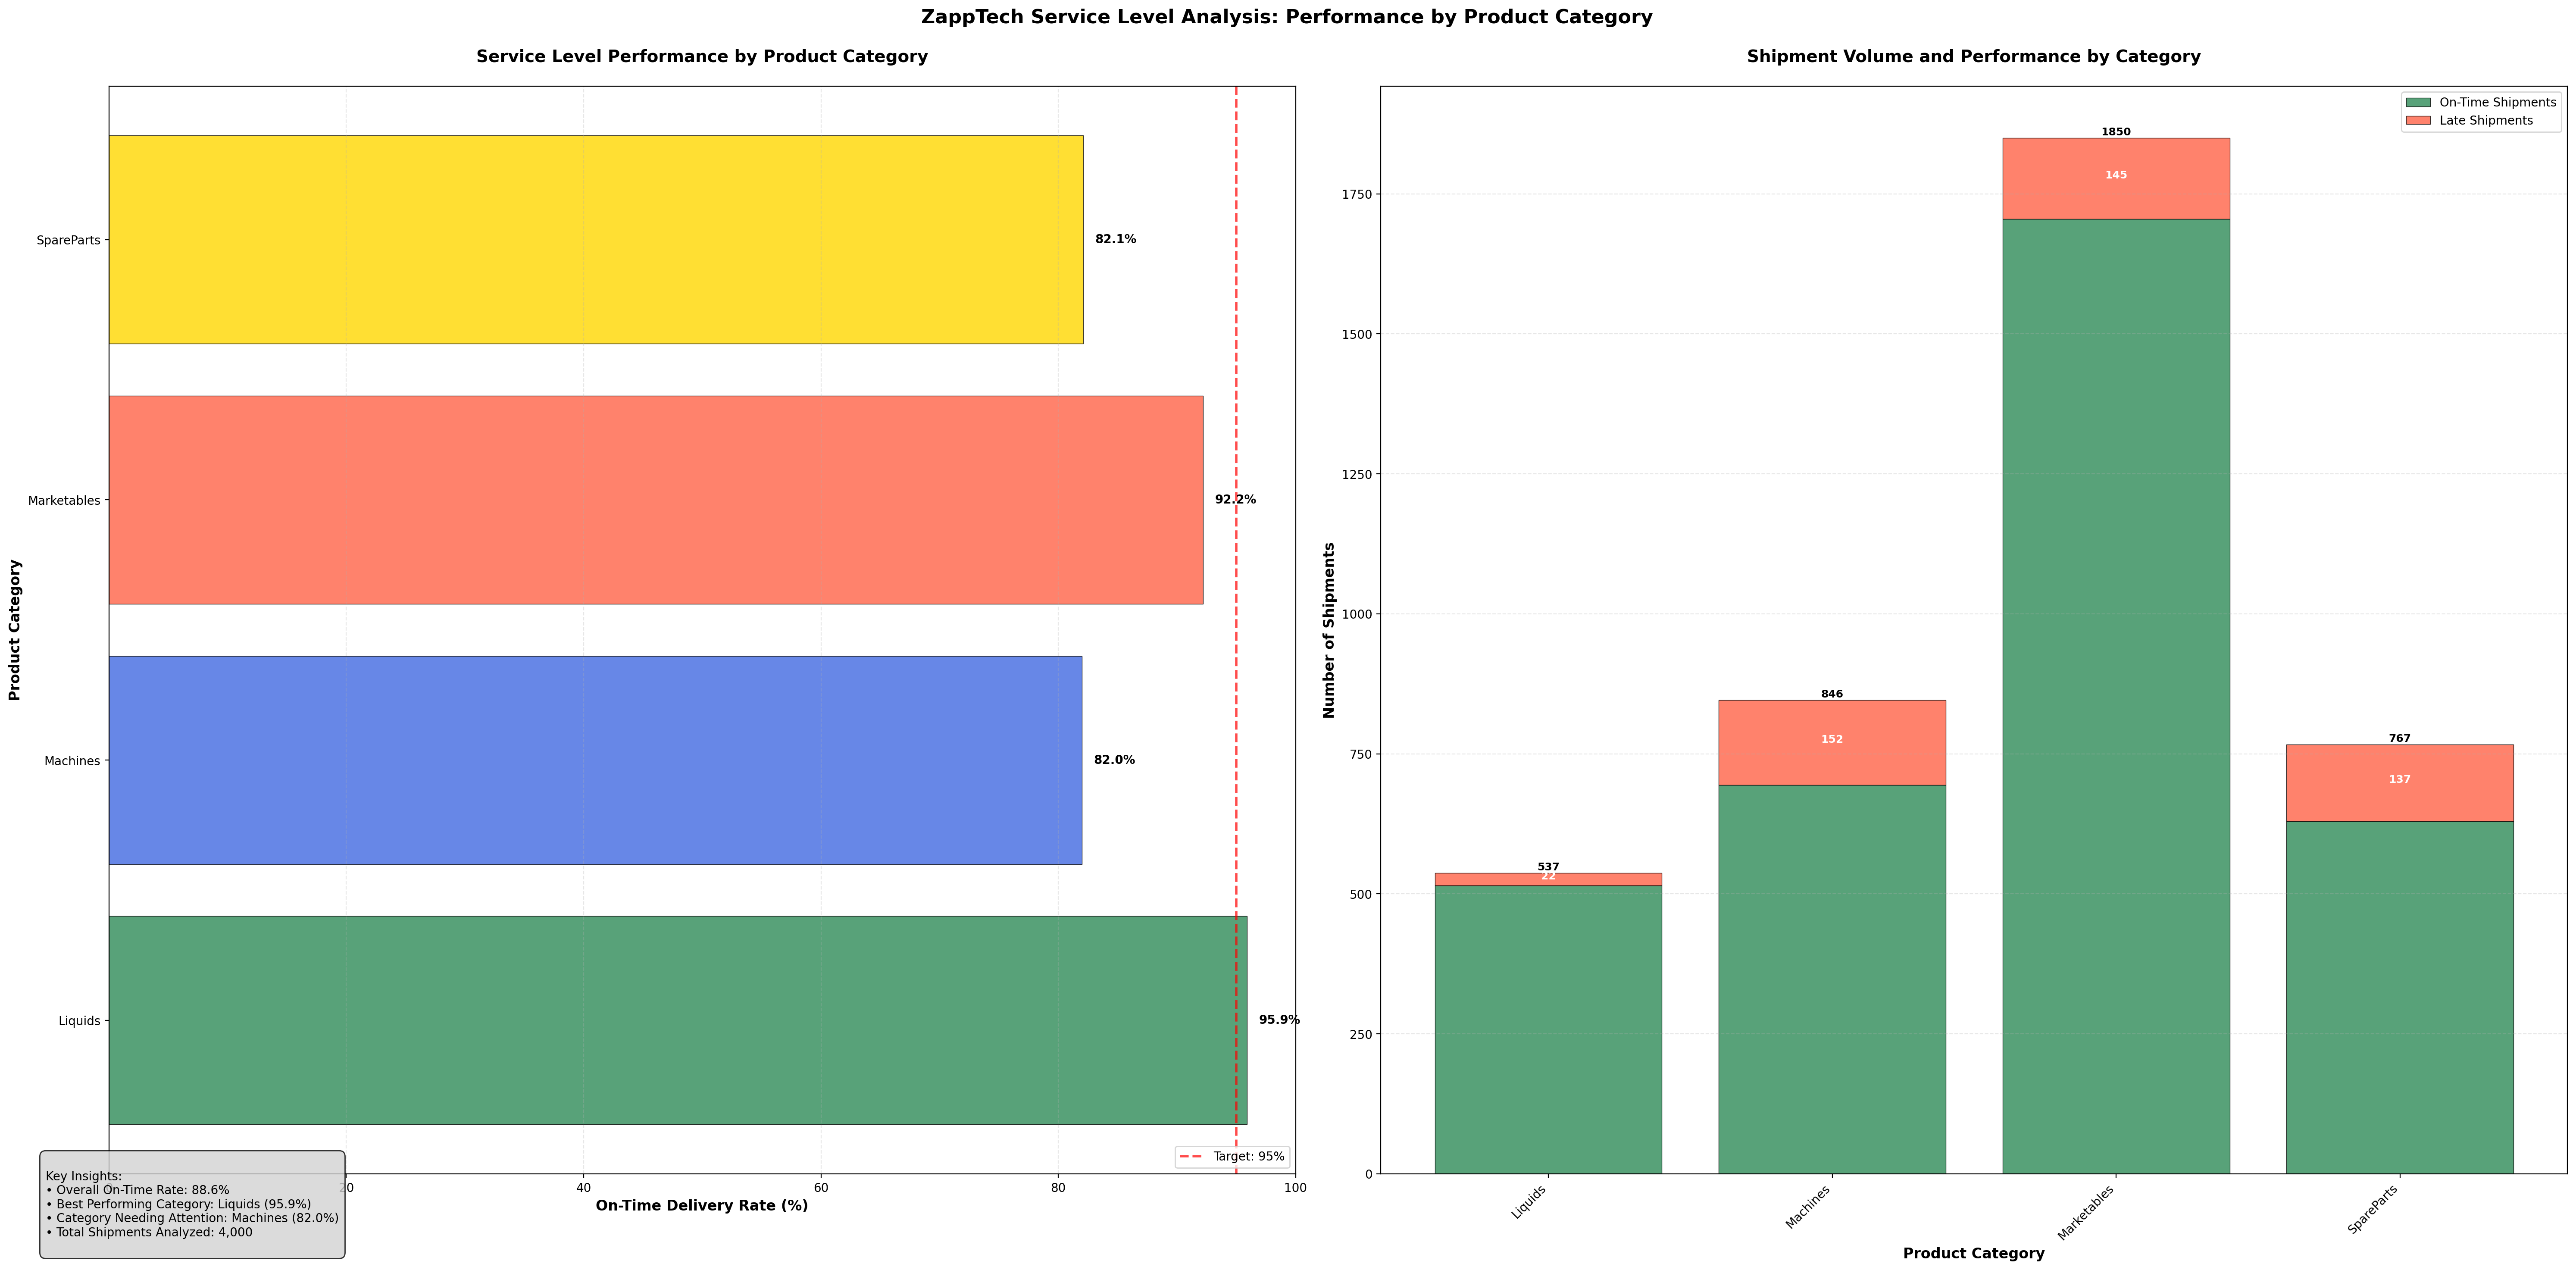 ZappTech Service Level Analysis: Performance by Product Category
Service Level Performance by Product Category
Product Category
SpareParts
Marketables
Machines
Liquids
82.1%
92.2%
82.0%
95.9%
Target: 95%
20
40
60
80
100
On-Time Delivery Rate (%)
Key Insights:
• Overall On-Time Rate: 88.6%
• Best Performing Category: Liquids (95.9%)
• Category Needing Attention: Machines (82.0%)
• Total Shipments Analyzed: 4,000
Shipment Volume and Performance by Category
On-Time Shipments
Late Shipments
Number of Shipments
1750
1500
1250
1000
750
500
250
0
537
22
846
152
1850
145
767
137
Liquids
Machines
Marketables
SpareParts
Product Category